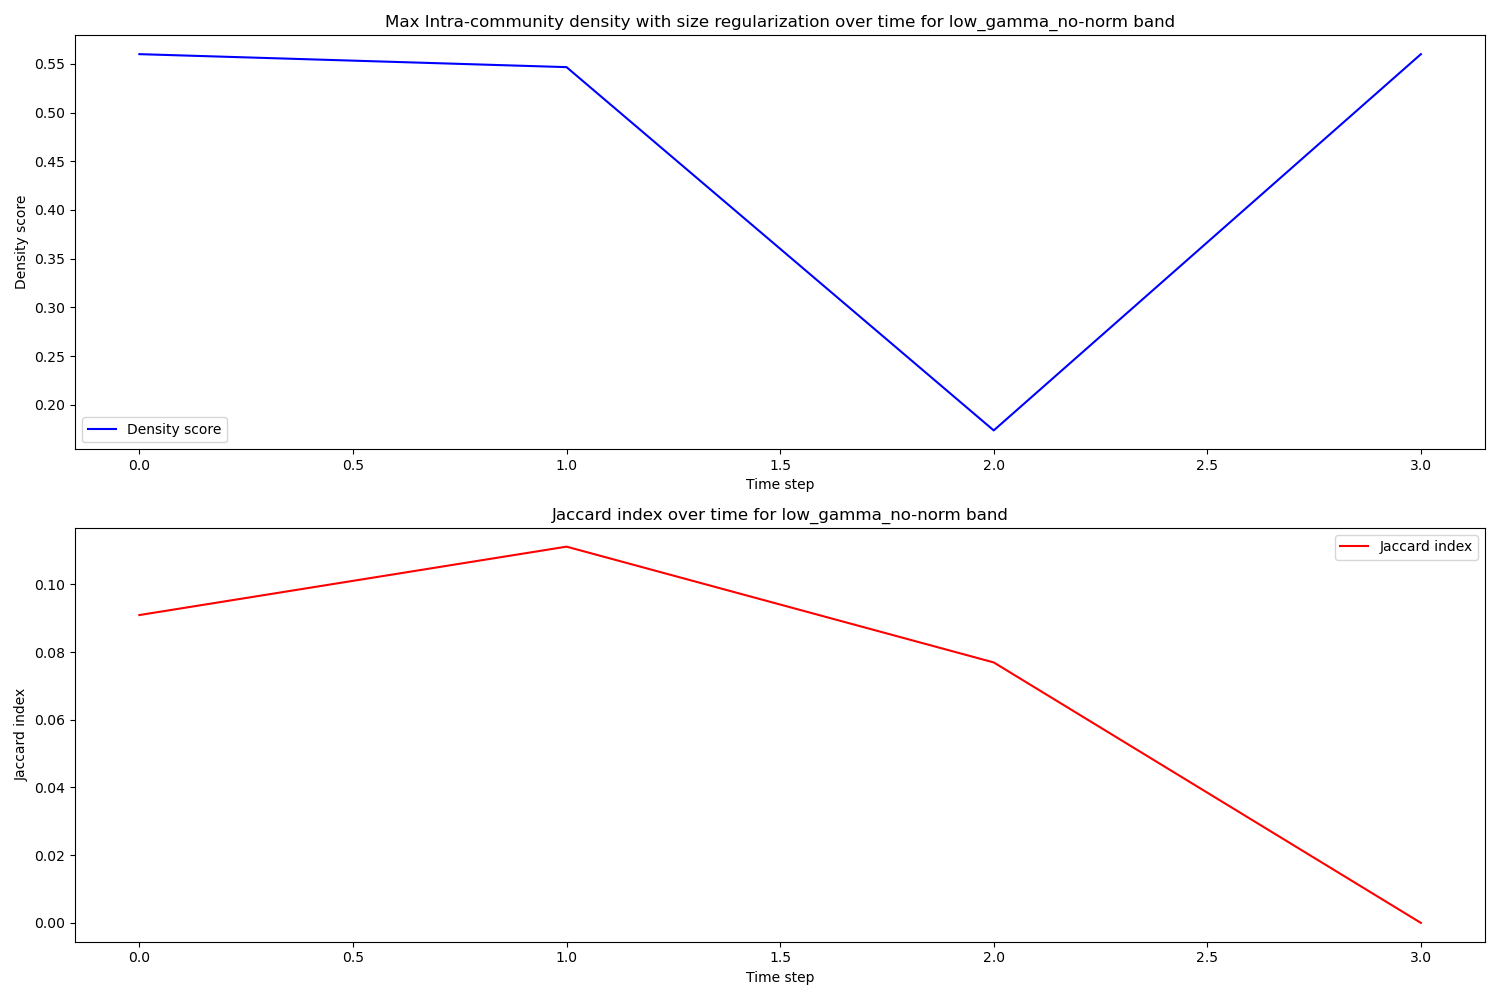 Max Intra-community density with size regularization over time for low_gamma_no-norm band
Density score
0.55
0.50
0.45
0.40
0.35
0.30
0.25
0.20
Density score
0.0 0.5 1.0 1.5 2.0 2.5 3.0
Time step
Jaccard index over time for low_gamma_no-norm band
Jaccard index
Jaccard index
0.10
0.08
0.06
0.04
0.02
0.00
0.0 0.5 1.0 1.5 2.0 2.5 3.0
Time step